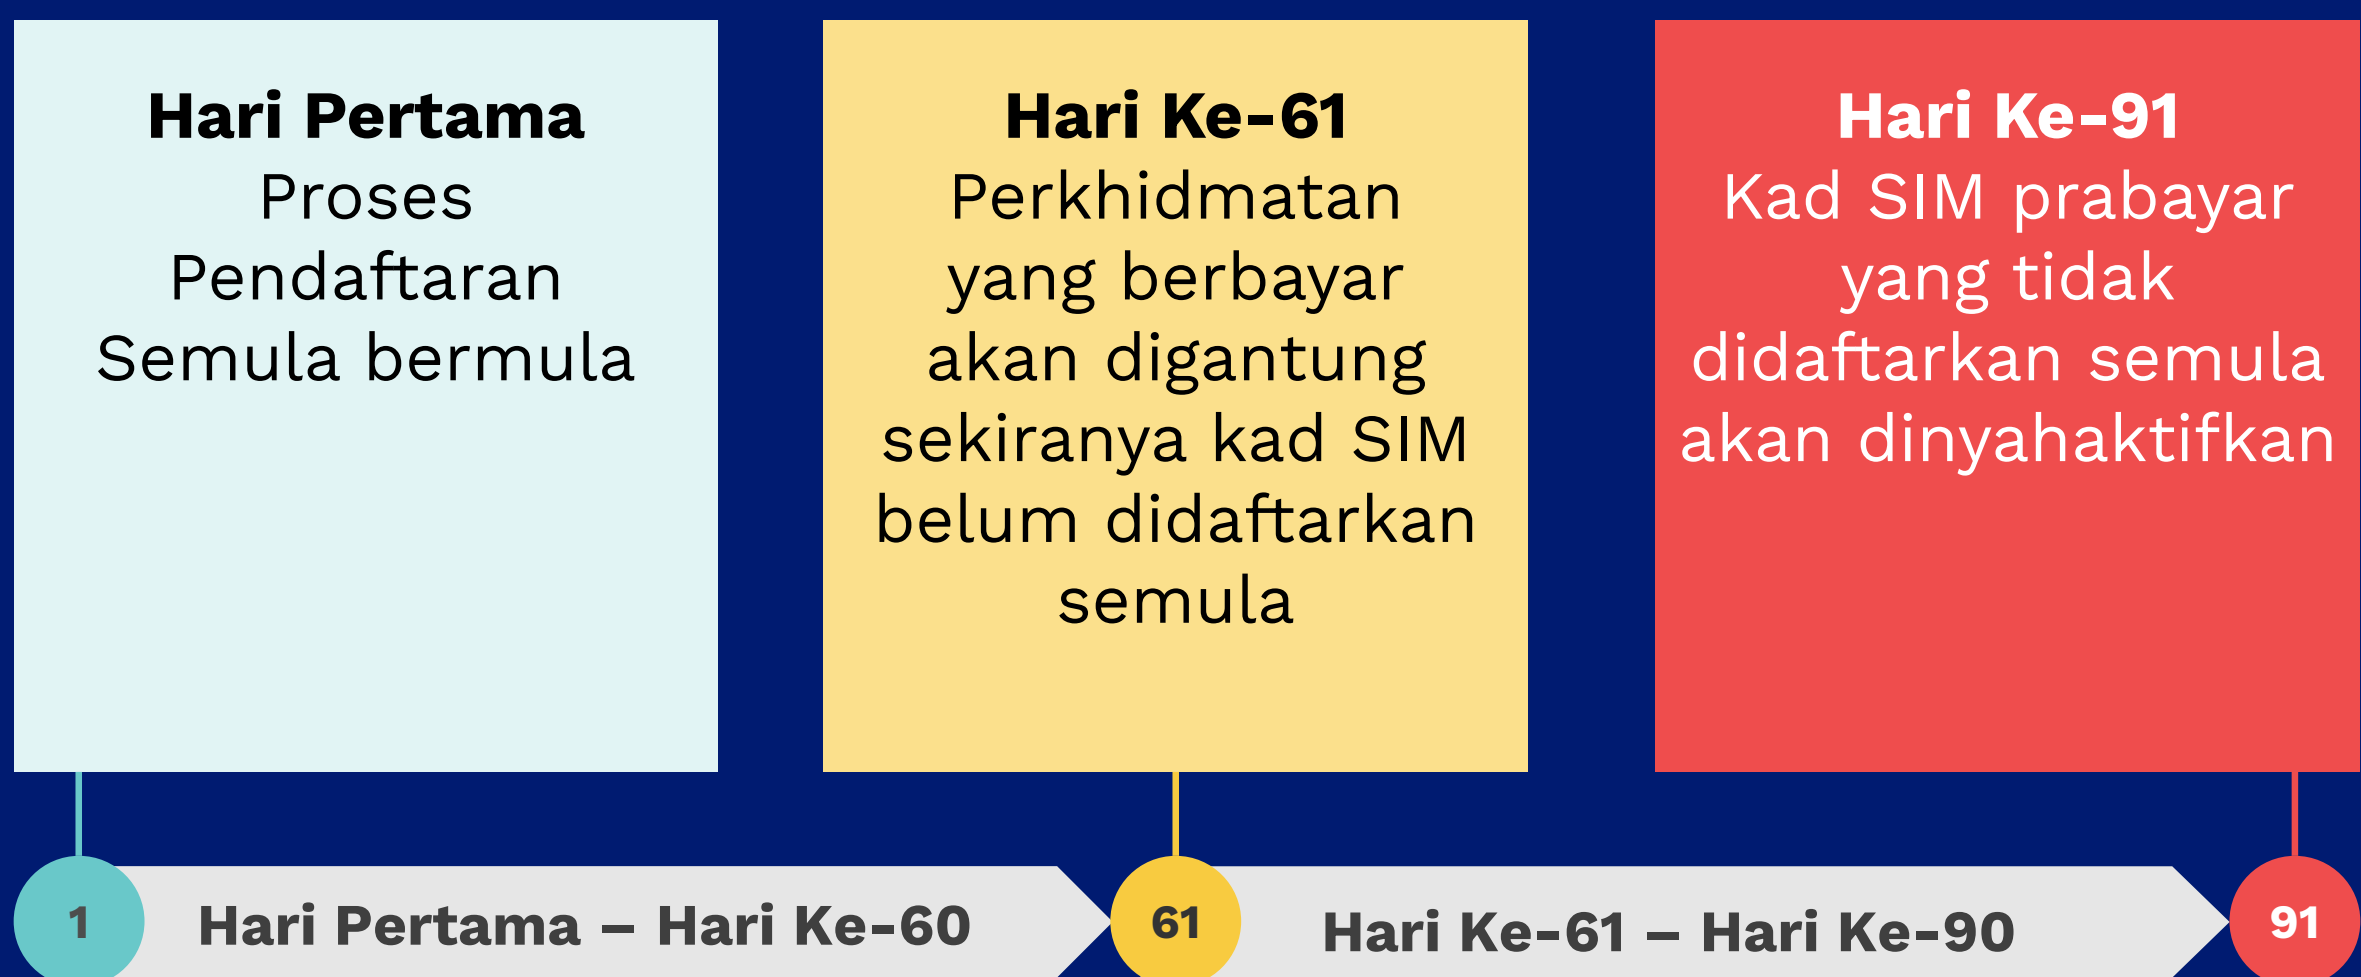 Hari Pertama
Proses
Pendaftaran
Semula bermula
Hari Ke-61
Perkhidmatan
yang berbayar
akan digantung
sekiranya kad SIM
belum didaftarkan
semula
Hari Ke-91
Kad SIM prabayar
yang tidak
didaftarkan semula
akan dinyahaktifkan
1
Hari Pertama – Hari Ke-60
61
Hari Ke-61 – Hari Ke-90
91